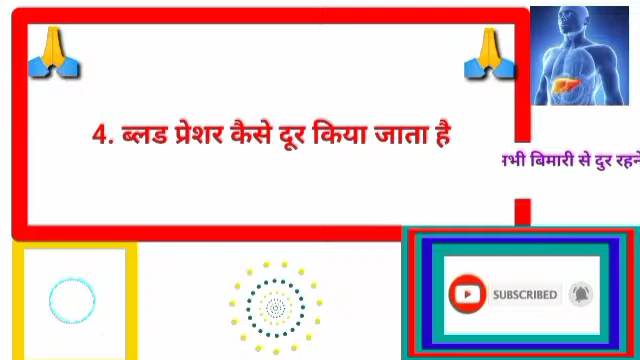 4. ब्लड प्रेशर कैसे दूर किया जाता है
बिमारी से दुर रहने
SUBSCRIBED